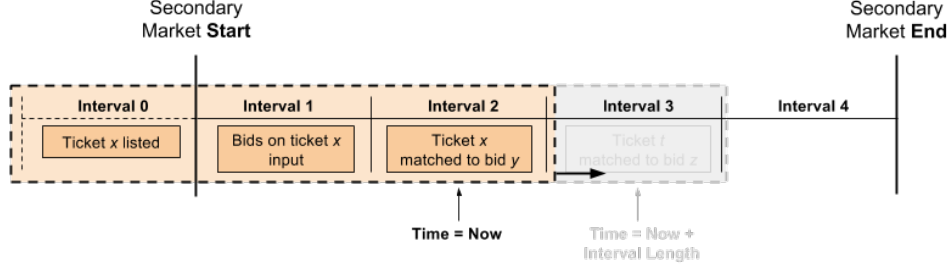 Secondary
Market Start
Secondary
Market End
Interval 0
Interval 1
Interval 2
Interval 3
Interval 4
Ticket x listed
Bids on ticket x
input
Ticket x
matched to bid y
Ticket t
matched to bid z
Time = Now
Time = Now +
Interval Length